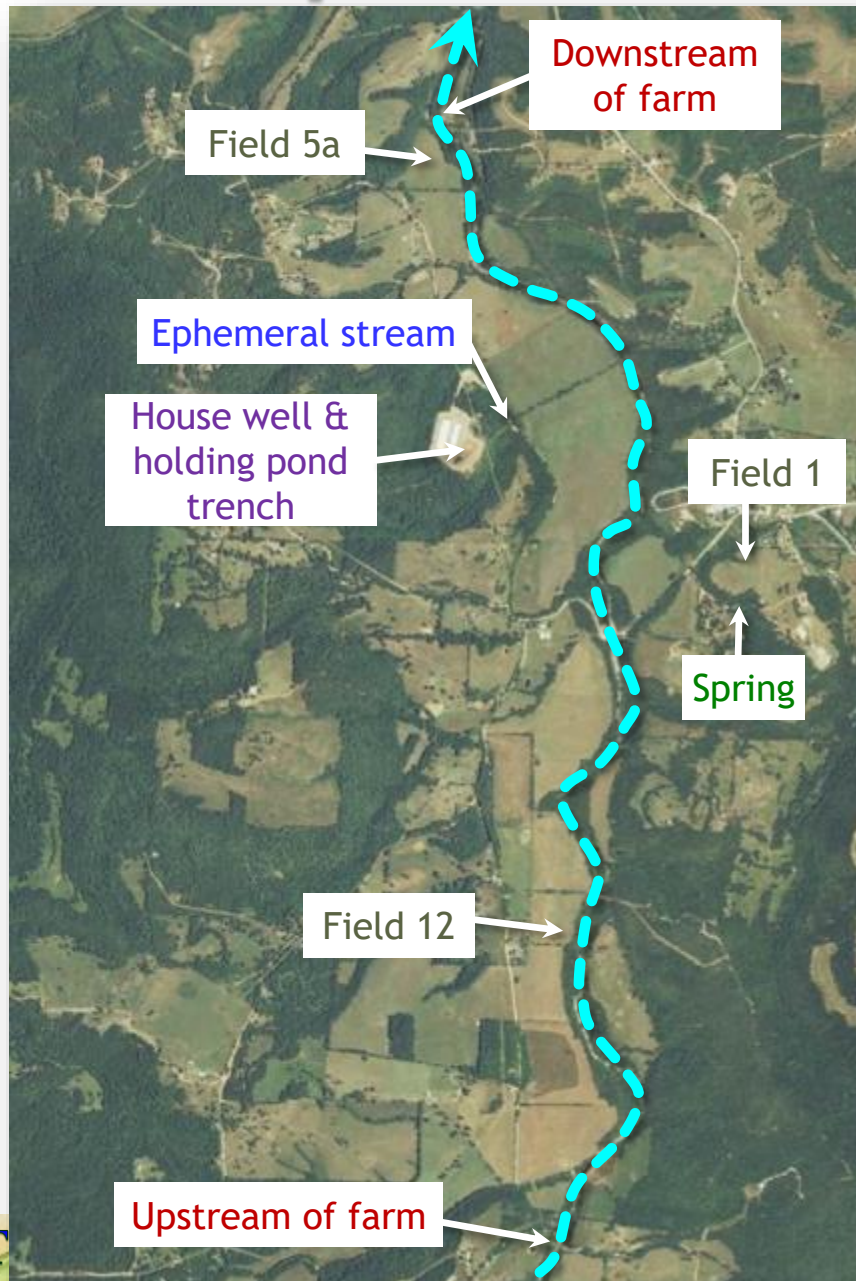 Downstream
of farm
Field 5a
Ephemeral stream
House well &
holding pond
trench
Field 1
Spring
Field 12
Upstream of farm